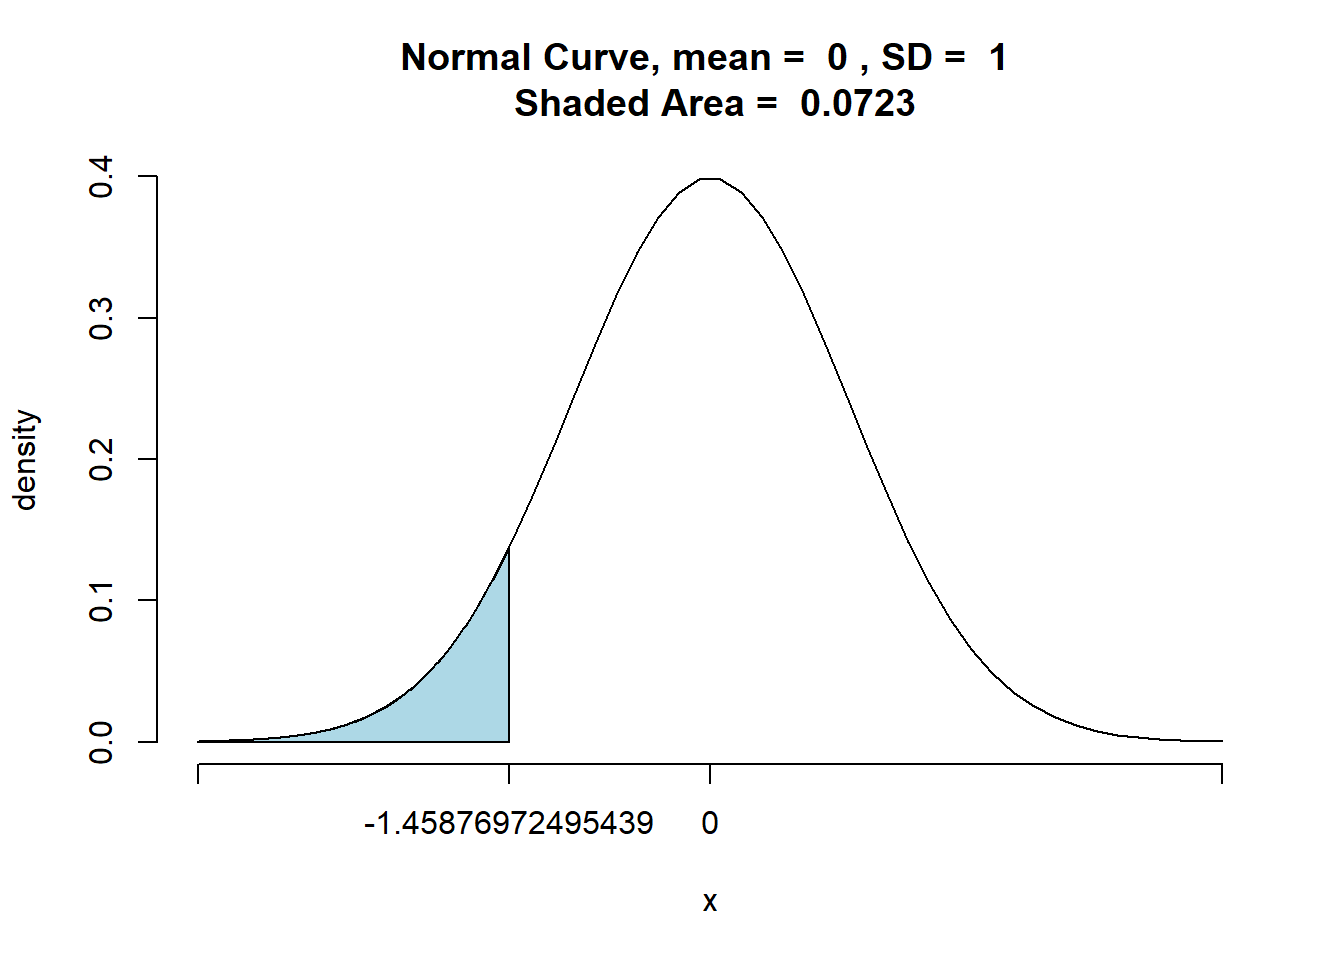 Normal Curve, mean =  0 , SD =  1
Shaded Area =  0.0723
0.4
0.3
0.2
0.1
0.0
density
-1.45876972495439
0
x